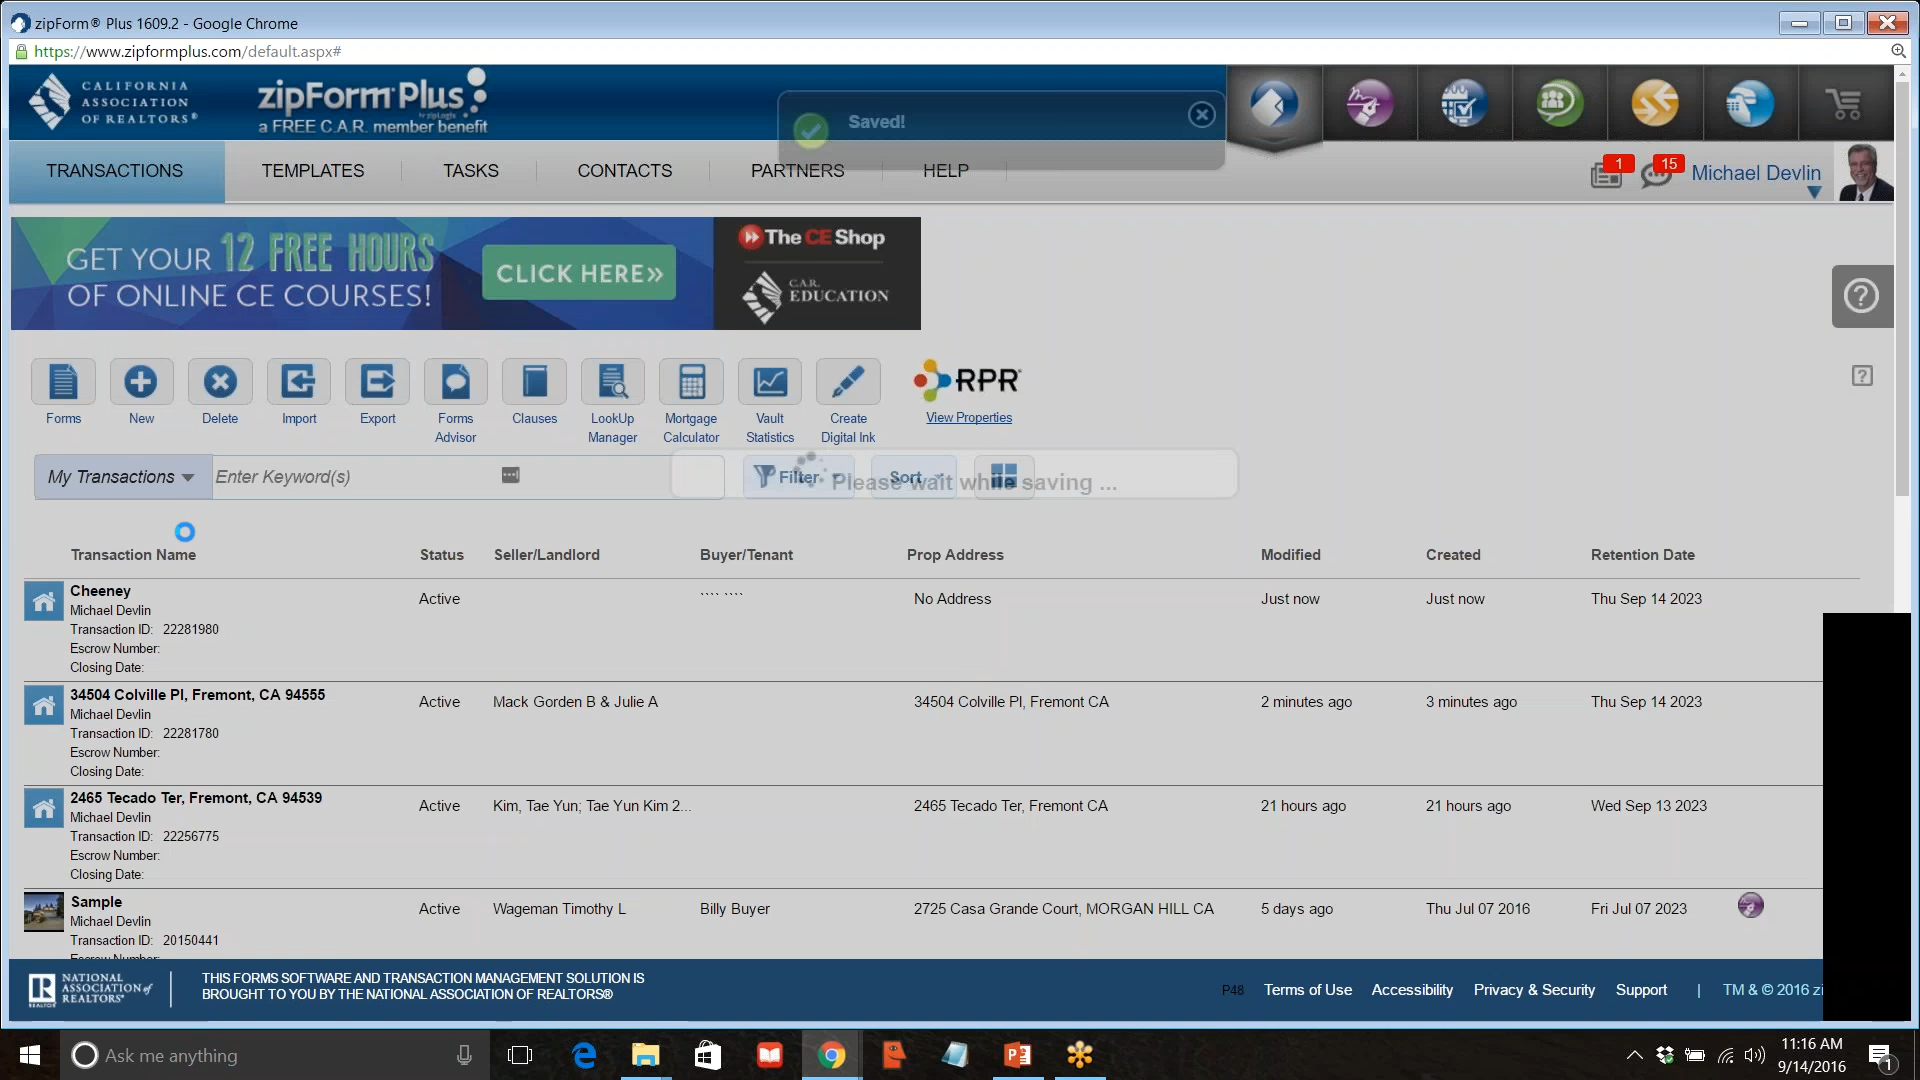 zipForm® Plus 1609.2 - Google Chrome
https://www.zipformplus.com/default.aspx#
CALIFORNIA
ASSOCIATION
OF REALTORS®
zipForm Plus
by zipLogix
a FREE C.A.R. member benefit
Saved!
TRANSACTIONS
TEMPLATES
TASKS
CONTACTS
PARTNERS
HELP
1
15
Michael Devlin
GET YOUR 12 FREE HOURS
OF ONLINE CE COURSES!
CLICK HERE»
The CE Shop
C.A.R.
EDUCATION
?
?
Forms
New
Delete
Import
Export
Forms
Advisor
Clauses
LookUp
Manager
Mortgage
Calculator
Vault
Statistics
Create
Digital Ink
RPR®
View Properties
My Transactions
Enter Keyword(s)
Filter
Sort
Please wait while saving ...
Transaction Name Status Seller/Landlord Buyer/Tenant Prop Address Modified Created Retention Date
Cheeney
Michael Devlin
Transaction ID: 22281980
Escrow Number:
Closing Date:
Active ```` ```` No Address Just now Just now Thu Sep 14 2023
34504 Colville Pl, Fremont, CA 94555
Michael Devlin
Transaction ID: 22281780
Escrow Number:
Closing Date:
Active Mack Gorden B & Julie A 34504 Colville Pl, Fremont CA 2 minutes ago 3 minutes ago Thu Sep 14 2023
2465 Tecado Ter, Fremont, CA 94539
Michael Devlin
Transaction ID: 22256775
Escrow Number:
Closing Date:
Active Kim, Tae Yun; Tae Yun Kim 2... 2465 Tecado Ter, Fremont CA 21 hours ago 21 hours ago Wed Sep 13 2023
Sample
Michael Devlin
Transaction ID: 20150441
Escrow Number:
Active Wageman Timothy L Billy Buyer 2725 Casa Grande Court, MORGAN HILL CA 5 days ago Thu Jul 07 2016 Fri Jul 07 2023
NATIONAL
ASSOCIATION of
REALTORS®
THIS FORMS SOFTWARE AND TRANSACTION MANAGEMENT SOLUTION IS
BROUGHT TO YOU BY THE NATIONAL ASSOCIATION OF REALTORS®
P48
Terms of Use Accessibility Privacy & Security Support | TM & © 2016 zi
Ask me anything
11:16 AM
9/14/2016
1